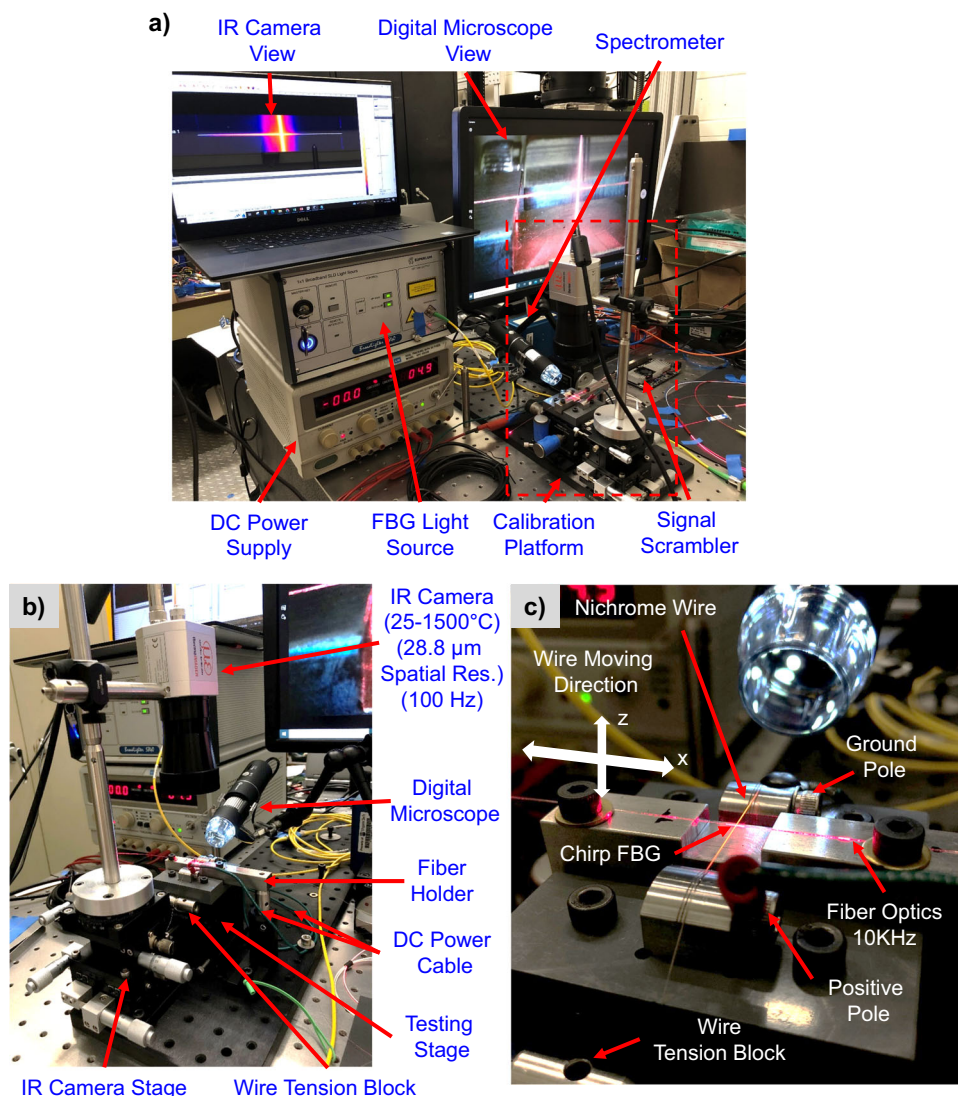 a)
IR Camera
View
Digital Microscope
View
Spectrometer
DELL
-00.0
04.9
DC Power
Supply
FBG Light
Source
Calibration
Platform
Signal
Scrambler
b)
IR Camera
(25-1500°C)
(28.8 µm
Spatial Res.)
(100 Hz)
Digital
Microscope
Fiber
Holder
DC Power
Cable
Testing
Stage
IR Camera Stage
Wire Tension Block
c)
Nichrome Wire
Wire Moving
Direction
z
x
Ground
Pole
Chirp FBG
Fiber Optics
10KHz
Positive
Pole
Wire
Tension Block